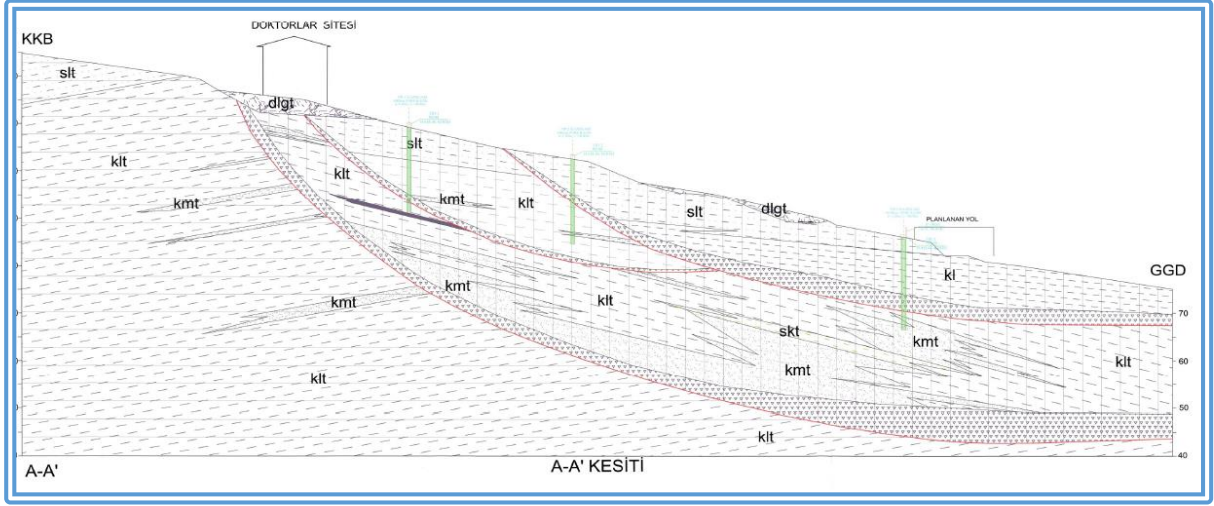 DOKTORLAR SİTESİ
KKB
slt
dlgt
slt
klt
klt
kmt
klt
kmt
slt
dlgt
PLANLANAN YOL
kl
GGD
kmt
kmt
klt
70
skt
kmt
klt
60
kmt
klt
50
klt
40
A-A'
A-A' KESİTİ